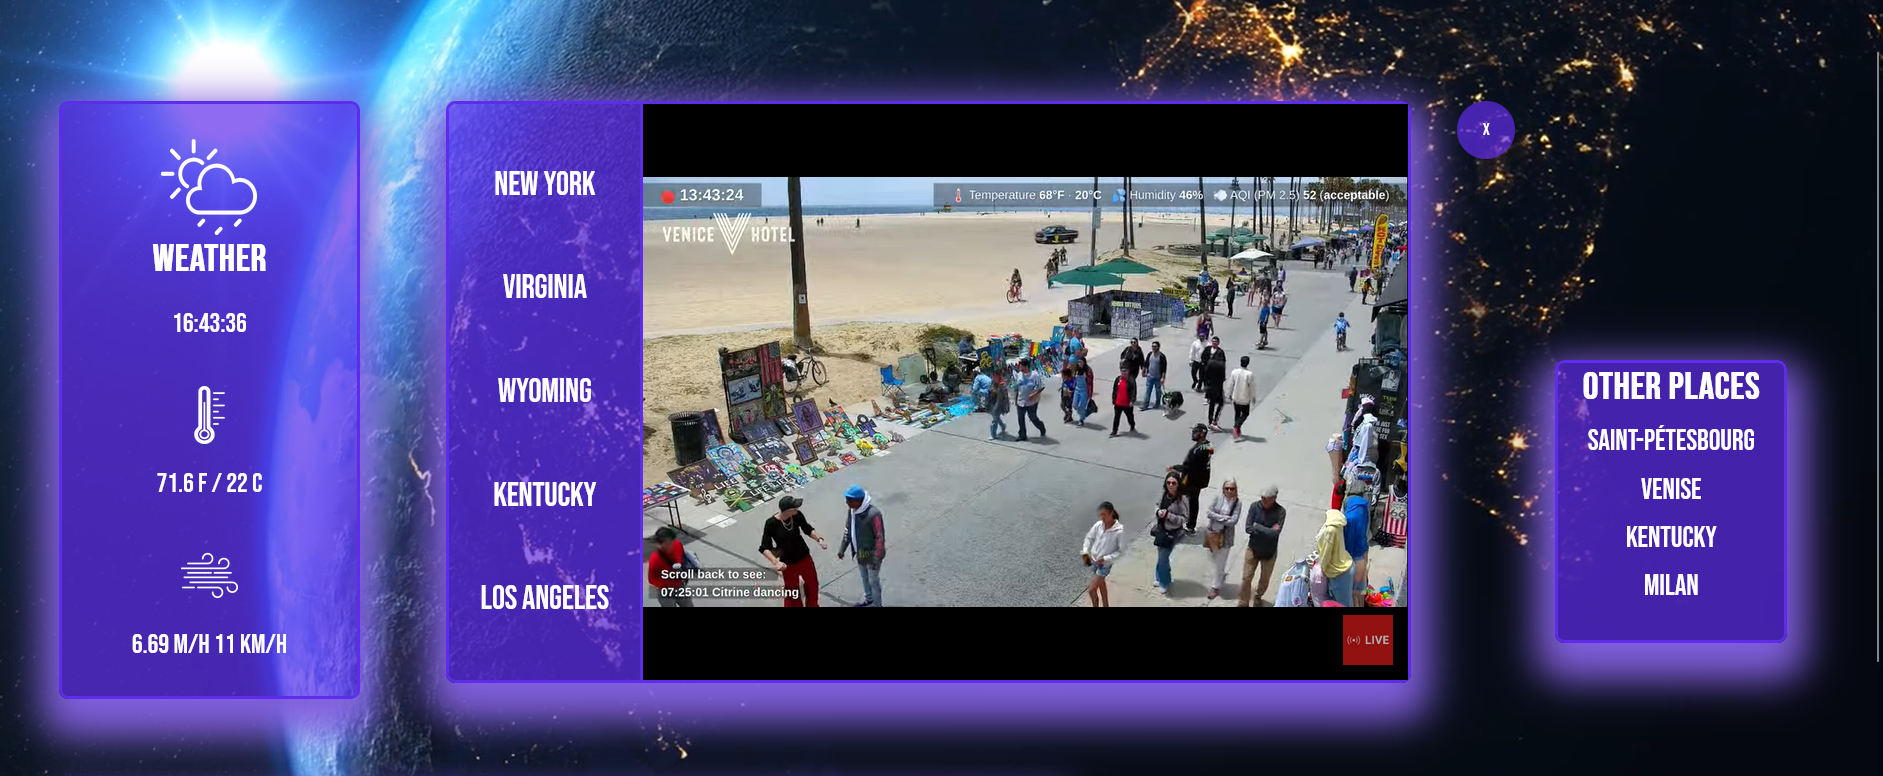 WEATHER
16:43:36
71.6 F / 22 C
6.69 M/H 11 KM/H
NEW YORK
VIRGINIA
WYOMING
KENTUCKY
LOS ANGELES
13:43:24
Temperature 68°F - 20°C Humidity 46% AQI (PM 2.5) 52 (acceptable)
VENICE V HOTEL
Scroll back to see:
07:25:01 Citrine dancing
LIVE
X
OTHER PLACES
SAINT-PÉTESBOURG
VENISE
KENTUCKY
MILAN